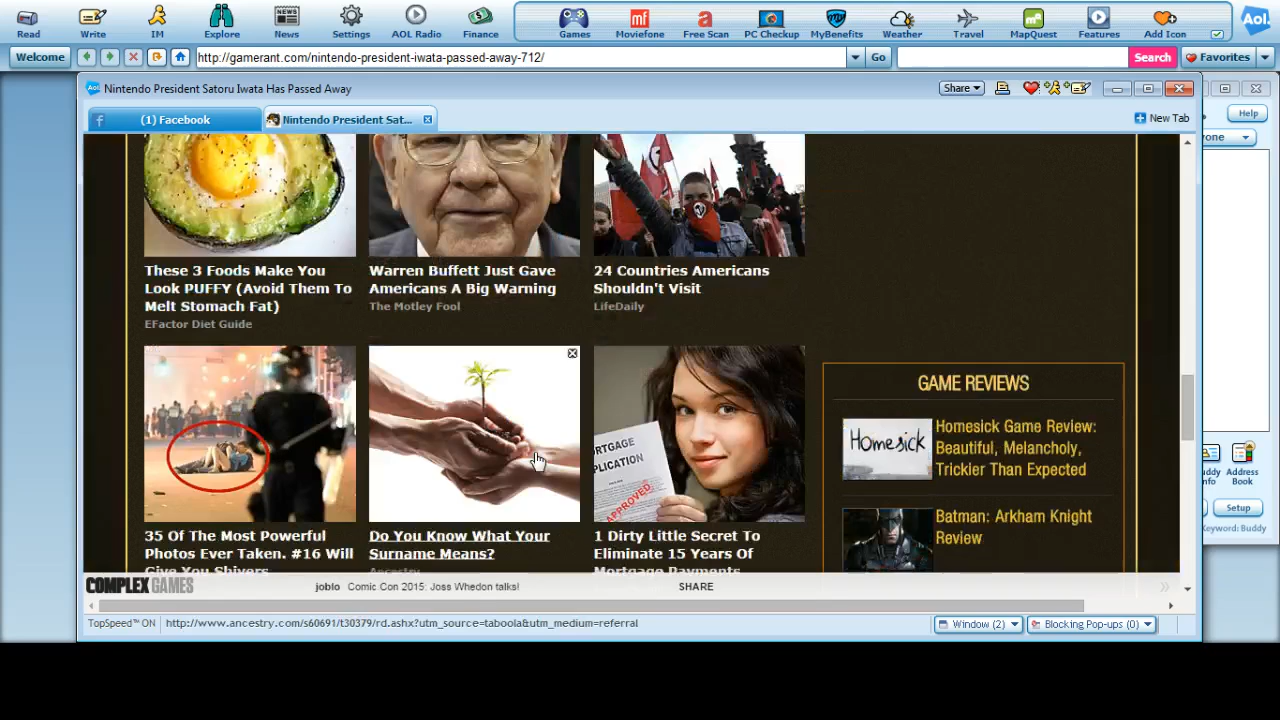 Read
Write
IM
Explore
News
Settings
AOL Radio
Finance
Games
Moviefone
Free Scan
PC Checkup
MyBenefits
Weather
Travel
MapQuest
Features
Add Icon
Aol.
Welcome
http://gamerant.com/nintendo-president-iwata-passed-away-712/
Go
Search
Favorites
Nintendo President Satoru Iwata Has Passed Away
Share
(1) Facebook
Nintendo President Sat...
New Tab
Help
These 3 Foods Make You
Look PUFFY (Avoid Them To
Melt Stomach Fat)
EFactor Diet Guide
Warren Buffett Just Gave
Americans A Big Warning
The Motley Fool
24 Countries Americans
Shouldn't Visit
LifeDaily
APPROVED
35 Of The Most Powerful
Photos Ever Taken. #16 Will
Give You Shivers
Do You Know What Your
Surname Means?
Ancestry
1 Dirty Little Secret To
Eliminate 15 Years Of
Mortgage Payments
GAME REVIEWS
Homesick
Homesick Game Review:
Beautiful, Melancholy,
Trickier Than Expected
Batman: Arkham Knight
Review
Address
Book
Setup
Keyword: Buddy
COMPLEX GAMES
joblo Comic Con 2015: Joss Whedon talks!
SHARE
TopSpeed™ ON
http://www.ancestry.com/s60691/t30379/rd.ashx?utm_source=taboola&utm_medium=referral
Window (2)
Blocking Pop-ups (0)